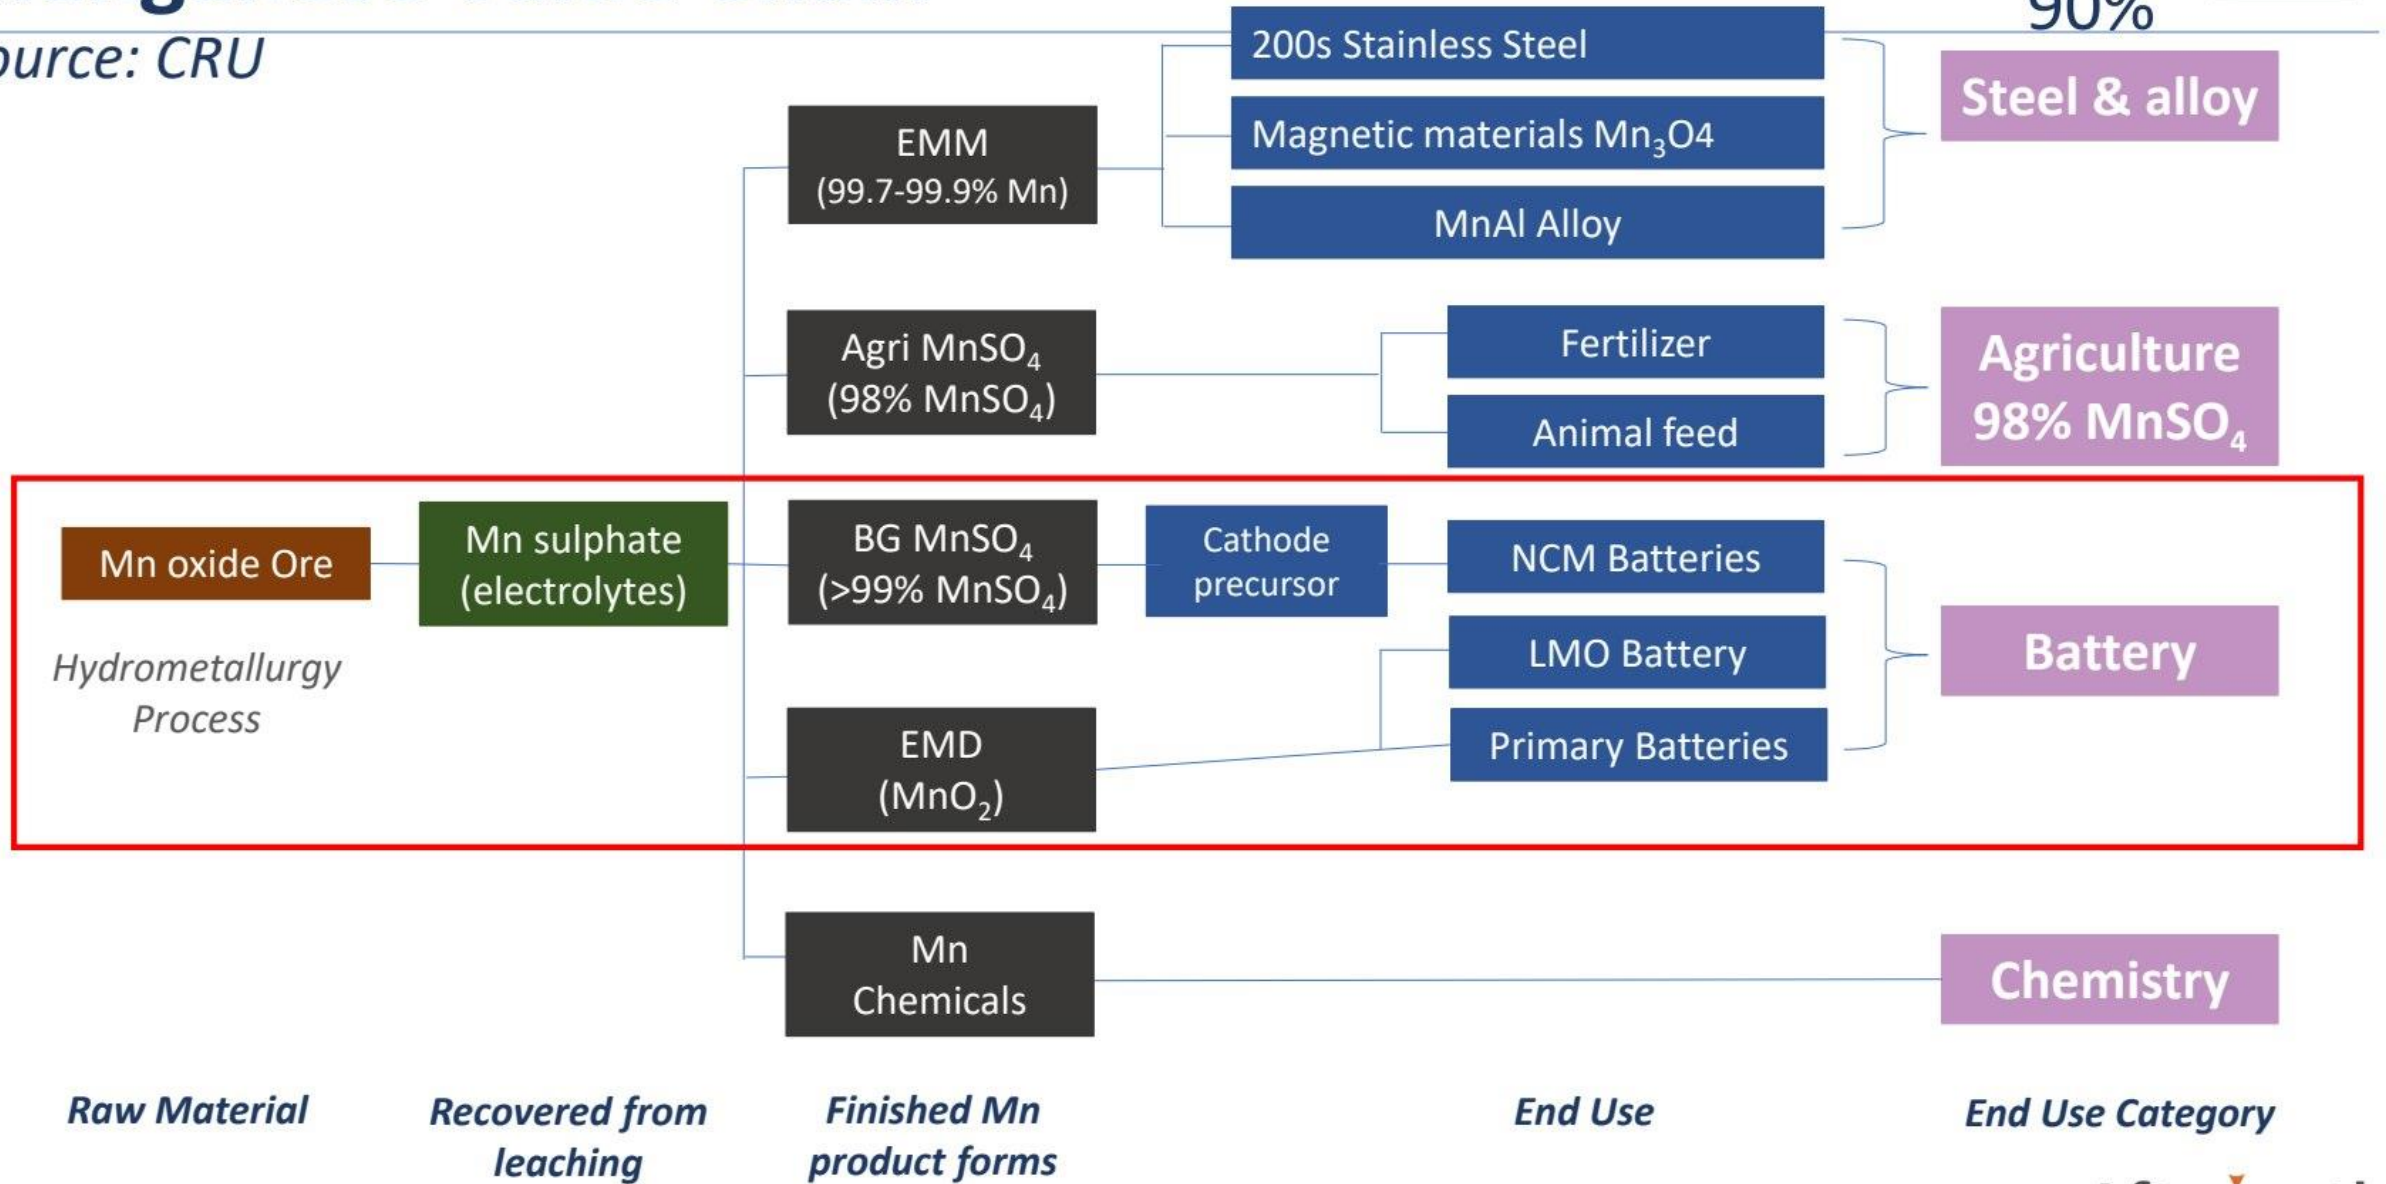 90%
ource: CRU
200s Stainless Steel
Magnetic materials Mn₃O4
MnAl Alloy
Steel & alloy
EMM
(99.7-99.9% Mn)
Agri MnSO₄
(98% MnSO₄)
Fertilizer
Animal feed
Agriculture
98% MnSO₄
Mn oxide Ore
Hydrometallurgy
Process
Mn sulphate
(electrolytes)
BG MnSO₄
(>99% MnSO₄)
Cathode
precursor
NCM Batteries
LMO Battery
Primary Batteries
Battery
EMD
(MnO₂)
Mn
Chemicals
Chemistry
Raw Material
Recovered from
leaching
Finished Mn
product forms
End Use
End Use Category